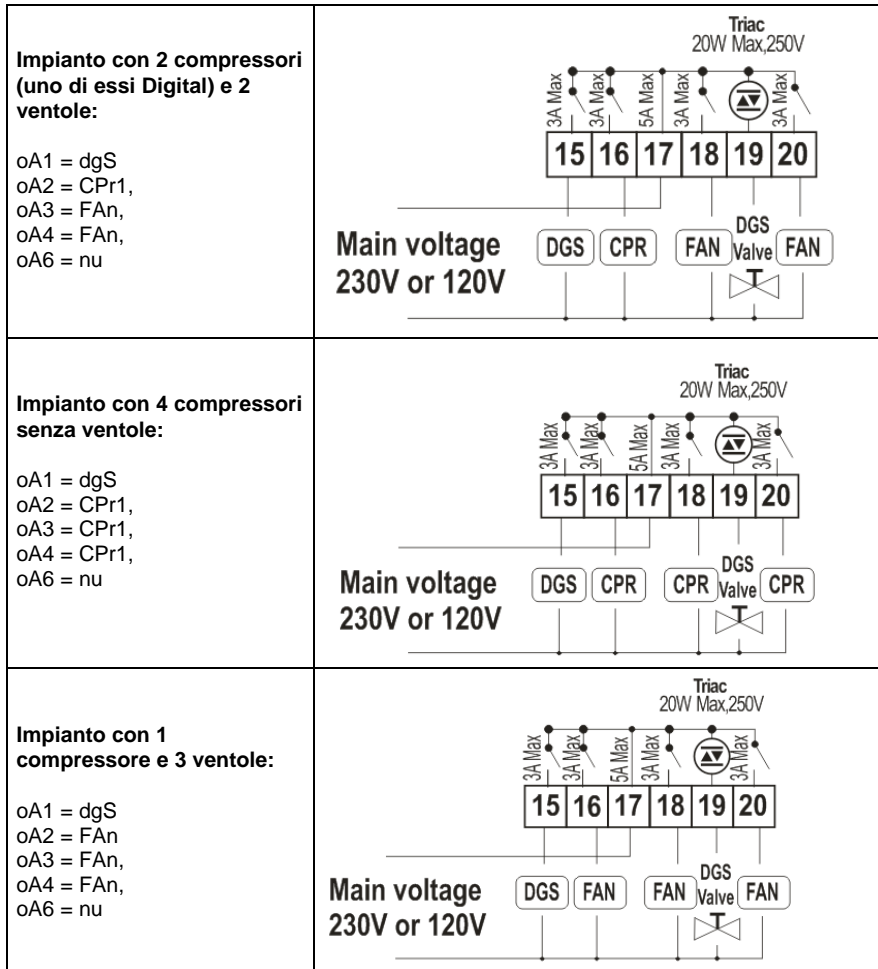 Impianto con 2 compressori
(uno di essi Digital) e 2
ventole:
oA1 = dgS
oA2 = CPr1,
oA3 = FAn,
oA4 = FAn,
oA6 = nu
Triac
20W Max,250V
3A Max
3A Max
5A Max
3A Max
3A Max
15 16 17 18 19 20
Main voltage
230V or 120V
DGS CPR FAN DGS Valve FAN
Impianto con 4 compressori
senza ventole:
oA1 = dgS
oA2 = CPr1,
oA3 = CPr1,
oA4 = CPr1,
oA6 = nu
Triac
20W Max,250V
3A Max
3A Max
5A Max
3A Max
3A Max
15 16 17 18 19 20
Main voltage
230V or 120V
DGS CPR CPR DGS Valve CPR
Impianto con 1
compressore e 3 ventole:
oA1 = dgS
oA2 = FAn
oA3 = FAn,
oA4 = FAn,
oA6 = nu
Triac
20W Max,250V
3A Max
3A Max
5A Max
3A Max
3A Max
15 16 17 18 19 20
Main voltage
230V or 120V
DGS FAN FAN DGS Valve FAN